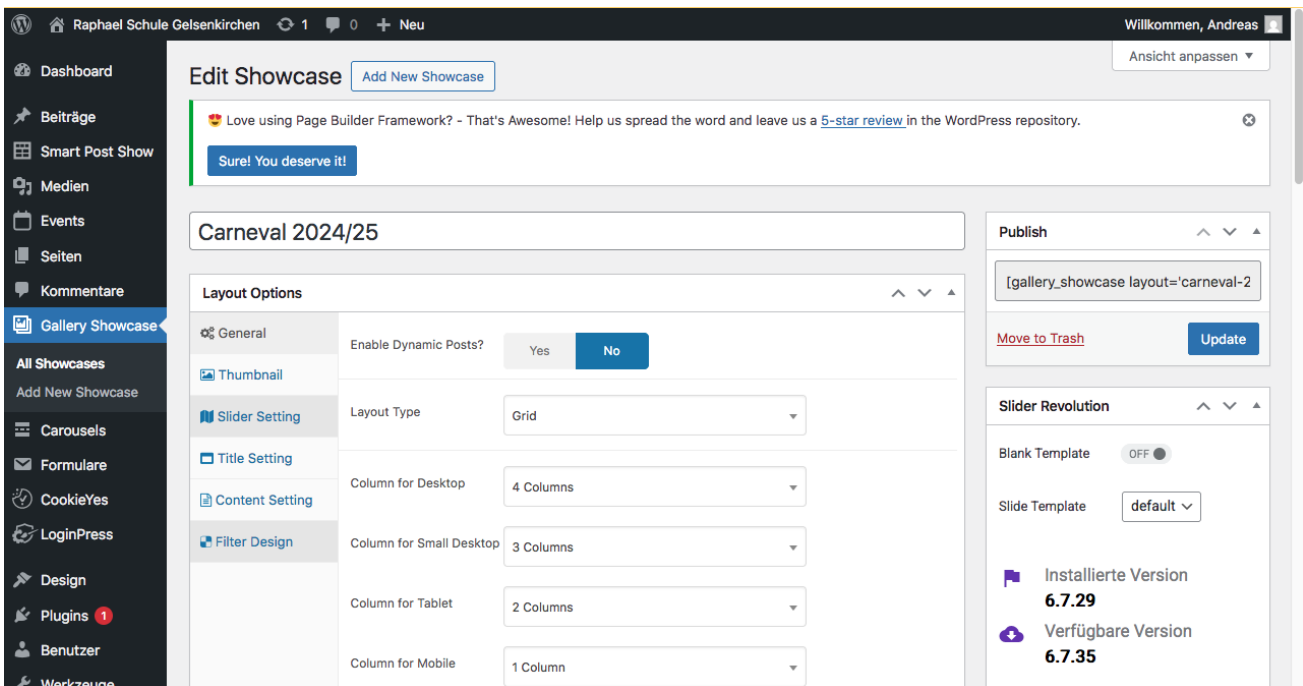 Raphael Schule Gelsenkirchen 1 0 + Neu Willkommen, Andreas
Ansicht anpassen ▼
Dashboard
Beiträge
Smart Post Show
Medien
Events
Seiten
Kommentare
Gallery Showcase
All Showcases
Add New Showcase
Carousels
Formulare
CookieYes
LoginPress
Design
Plugins 1
Benutzer
Werkzeuge
Edit Showcase Add New Showcase
😍 Love using Page Builder Framework? - That's Awesome! Help us spread the word and leave us a 5-star review in the WordPress repository.
Sure! You deserve it!
Carneval 2024/25
Layout Options
General
Thumbnail
Slider Setting
Title Setting
Content Setting
Filter Design
Enable Dynamic Posts? Yes No
Layout Type Grid
Column for Desktop 4 Columns
Column for Small Desktop 3 Columns
Column for Tablet 2 Columns
Column for Mobile 1 Column
Publish
[gallery_showcase layout='carneval-2
Move to Trash Update
Slider Revolution
Blank Template OFF
Slide Template default
Installierte Version
6.7.29
Verfügbare Version
6.7.35